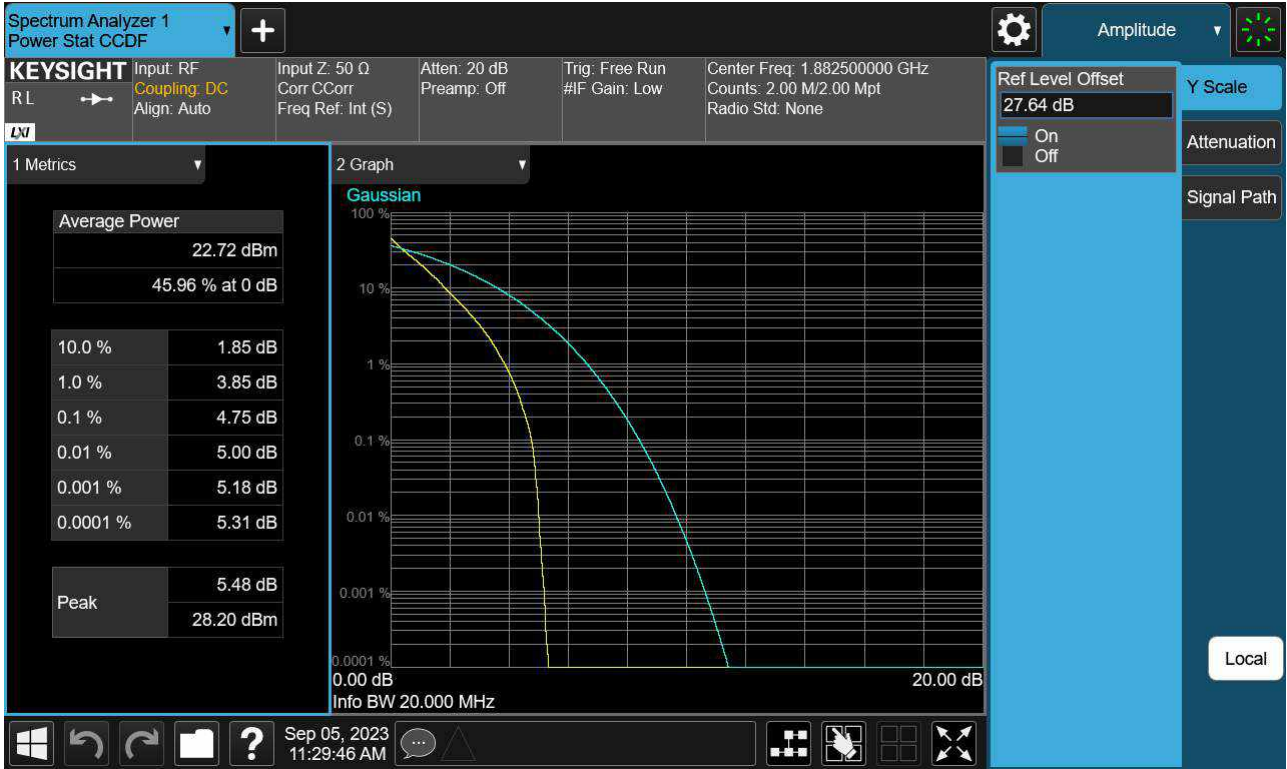 Spectrum Analyzer 1
Power Stat CCDF
Amplitude
KEYSIGHT
R L
LXI
Input: RF
Coupling: DC
Align: Auto
Input Z: 50 Ω
Corr CCorr
Freq Ref: Int (S)
Atten: 20 dB
Preamp: Off
Trig: Free Run
#IF Gain: Low
Center Freq: 1.882500000 GHz
Counts: 2.00 M/2.00 Mpt
Radio Std: None
Ref Level Offset
27.64 dB
On
Off
Y Scale
Attenuation
Signal Path
Local
1 Metrics
Average Power
22.72 dBm
45.96 % at 0 dB
10.0 % 1.85 dB
1.0 % 3.85 dB
0.1 % 4.75 dB
0.01 % 5.00 dB
0.001 % 5.18 dB
0.0001 % 5.31 dB
Peak
5.48 dB
28.20 dBm
2 Graph
Gaussian
100 %
10 %
1 %
0.1 %
0.01 %
0.001 %
0.0001 %
0.00 dB 20.00 dB
Info BW 20.000 MHz
?
Sep 05, 2023
11:29:46 AM